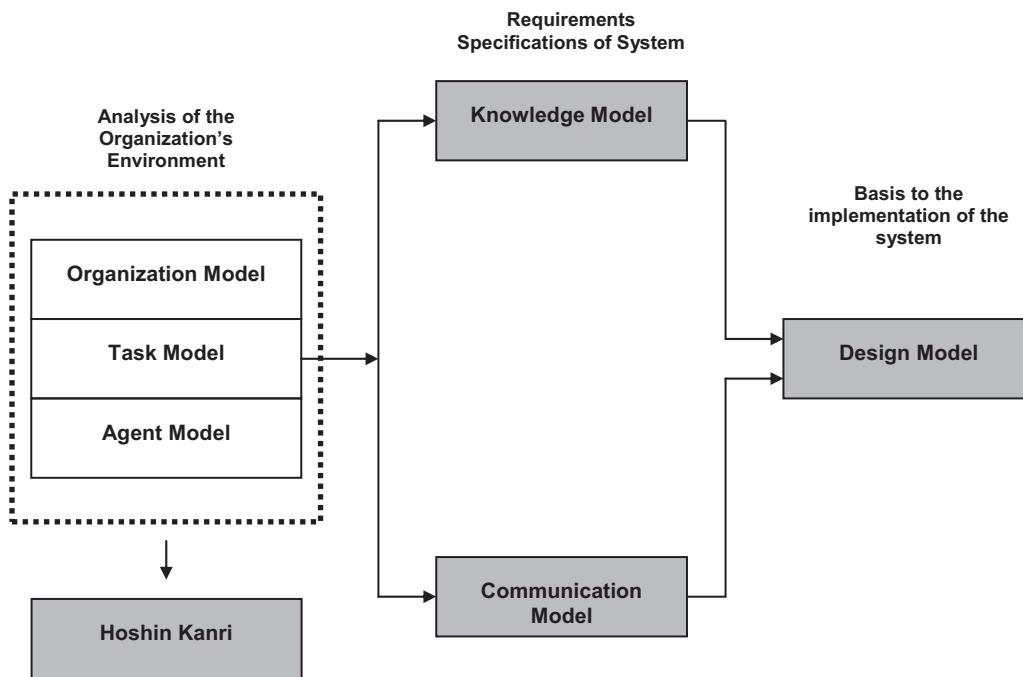 Requirements
Specifications of System
Knowledge Model
Analysis of the
Organization's
Environment
Basis to the
implementation of the
system
Organization Model
Task Model
Agent Model
Design Model
Communication
Model
Hoshin Kanri